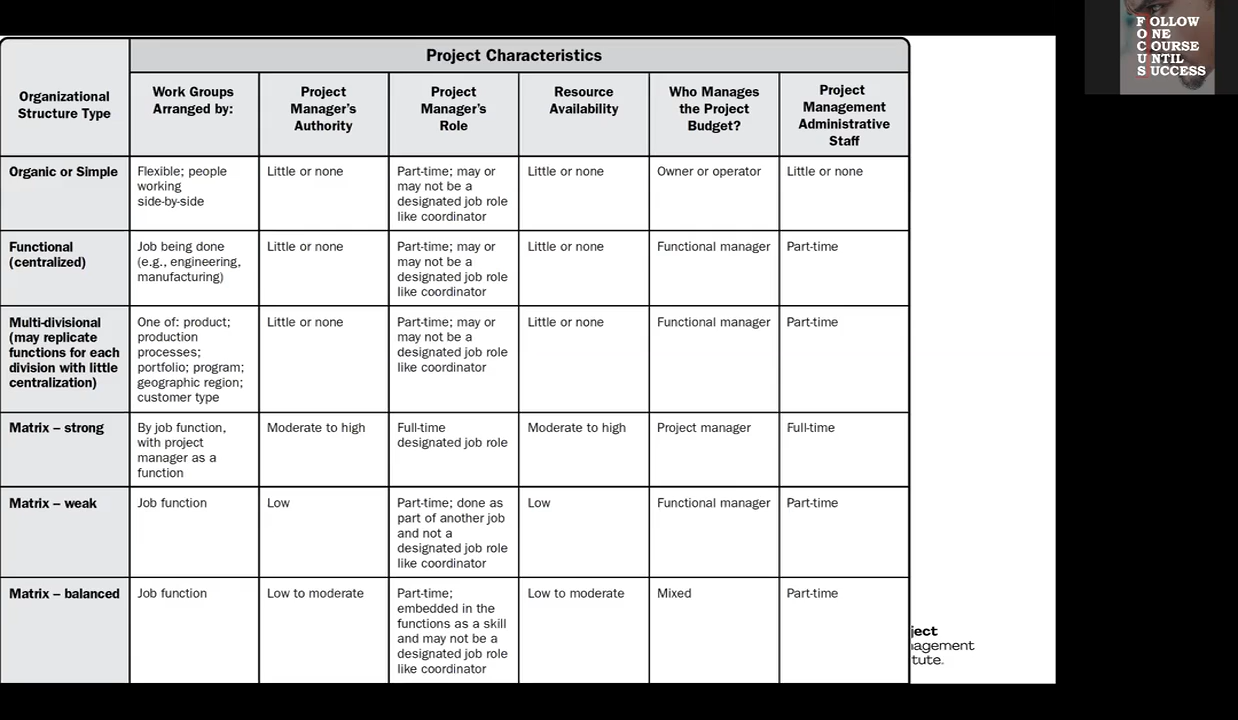 FOLLOW
ONE
COURSE
UNTIL
SUCCESS
Project Characteristics
Organizational
Structure Type
Work Groups
Arranged by:
Project
Manager's
Authority
Project
Manager's
Role
Resource
Availability
Who Manages
the Project
Budget?
Project
Management
Administrative
Staff
Organic or Simple
Flexible; people
working
side-by-side
Little or none
Part-time; may or
may not be a
designated job role
like coordinator
Little or none
Owner or operator
Little or none
Functional
(centralized)
Job being done
(e.g., engineering,
manufacturing)
Little or none
Part-time; may or
may not be a
designated job role
like coordinator
Little or none
Functional manager
Part-time
Multi-divisional
(may replicate
functions for each
division with little
centralization)
One of: product;
production
processes;
portfolio; program;
geographic region;
customer type
Little or none
Part-time; may or
may not be a
designated job role
like coordinator
Little or none
Functional manager
Part-time
Matrix – strong
By job function,
with project
manager as a
function
Moderate to high
Full-time
designated job role
Moderate to high
Project manager
Full-time
Matrix – weak
Job function
Low
Part-time; done as
part of another job
and not a
designated job role
like coordinator
Low
Functional manager
Part-time
Matrix – balanced
Job function
Low to moderate
Part-time;
embedded in the
functions as a skill
and may not be a
designated job role
like coordinator
Low to moderate
Mixed
Part-time
ject
nagement
tute.